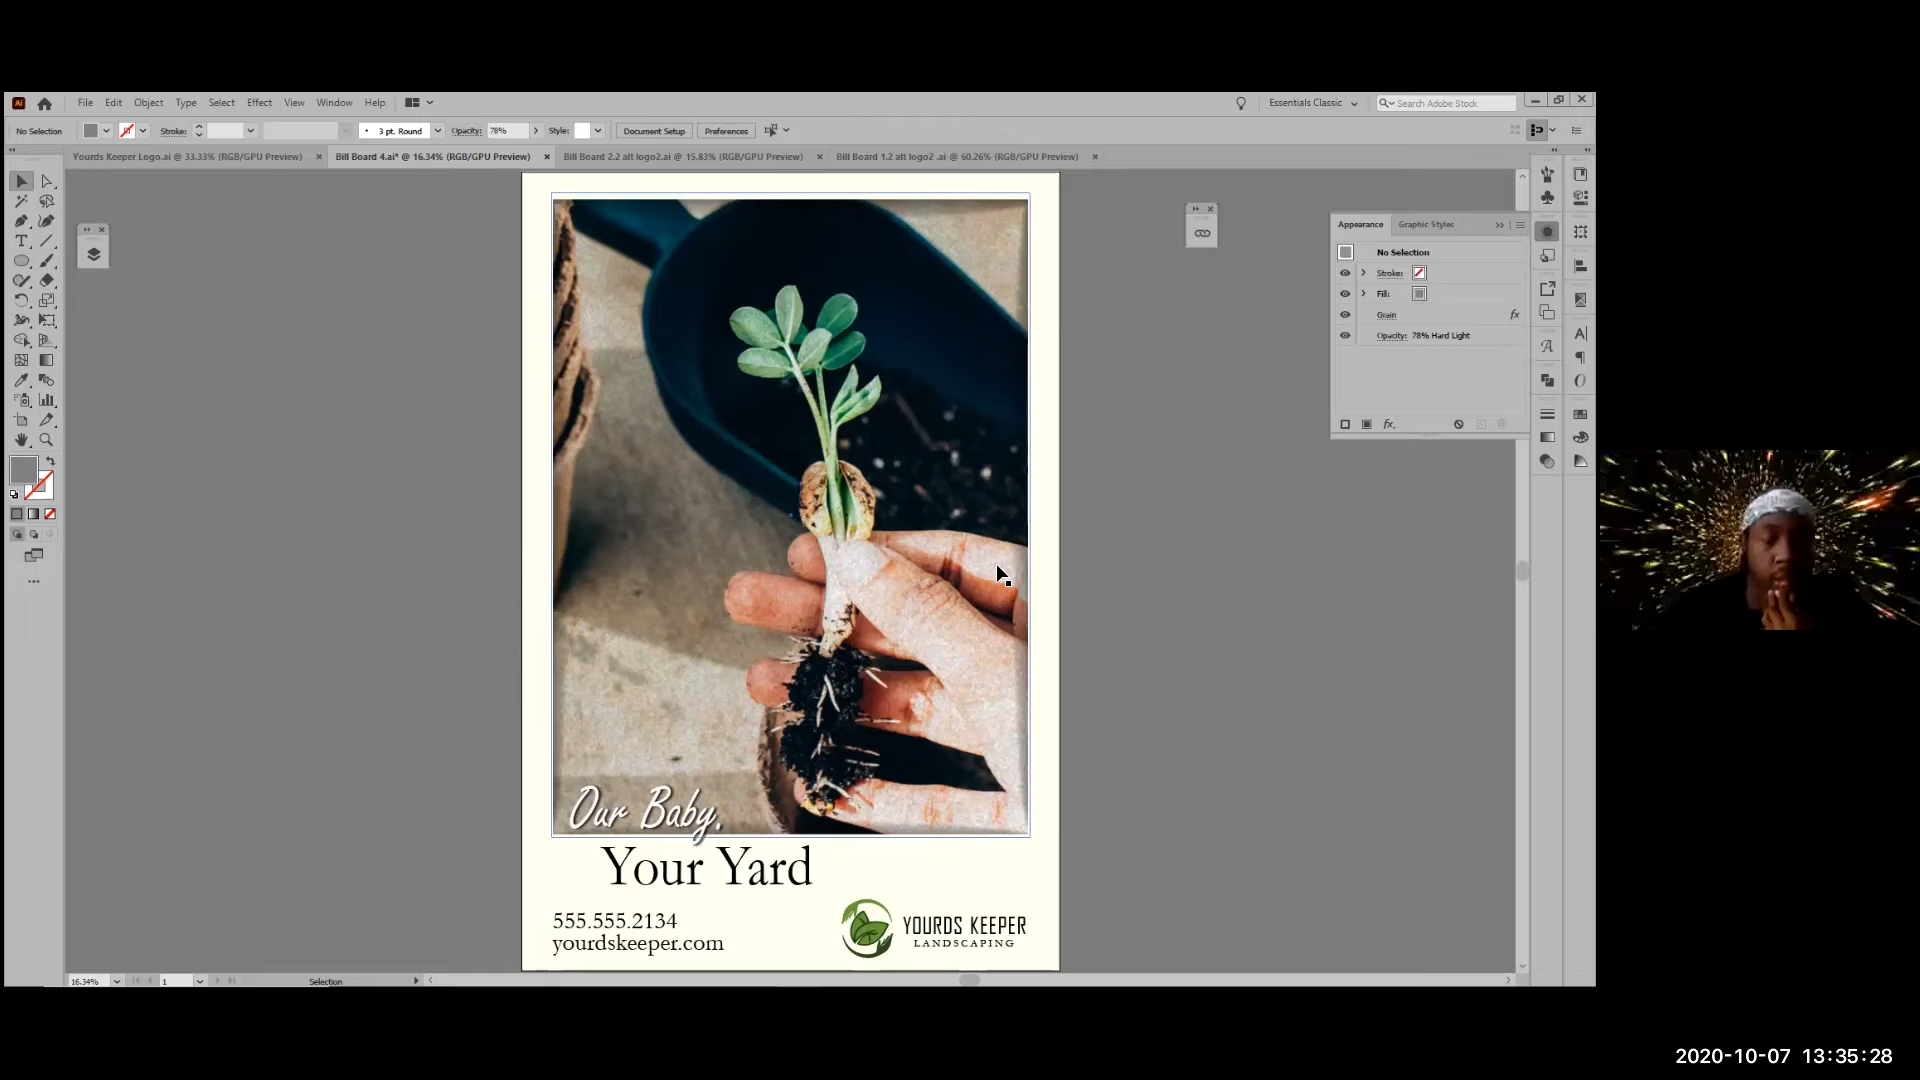 Ai File Edit Object Type Select Effect View Window Help Essentials Classic Search Adobe Stock
No Selection Stroke: 3 pt. Round Opacity: 78% Style: Document Setup Preferences
Yourds Keeper Logo.ai @ 33.33% (RGB/GPU Preview) × Bill Board 4.ai* @ 16.34% (RGB/GPU Preview) × Bill Board 2.2 alt logo2.ai @ 15.83% (RGB/GPU Preview) × Bill Board 1.2 alt logo2 .ai @ 60.26% (RGB/GPU Preview) ×
Appearance Graphic Styles
No Selection
Stroke:
Fill:
Grain fx
Opacity: 78% Hard Light
fx.
Our Baby.
Your Yard
555.555.2134
yourdskeeper.com
YOURDS KEEPER
LANDSCAPING
16.34% 1 Selection
2020-10-07 13:35:28